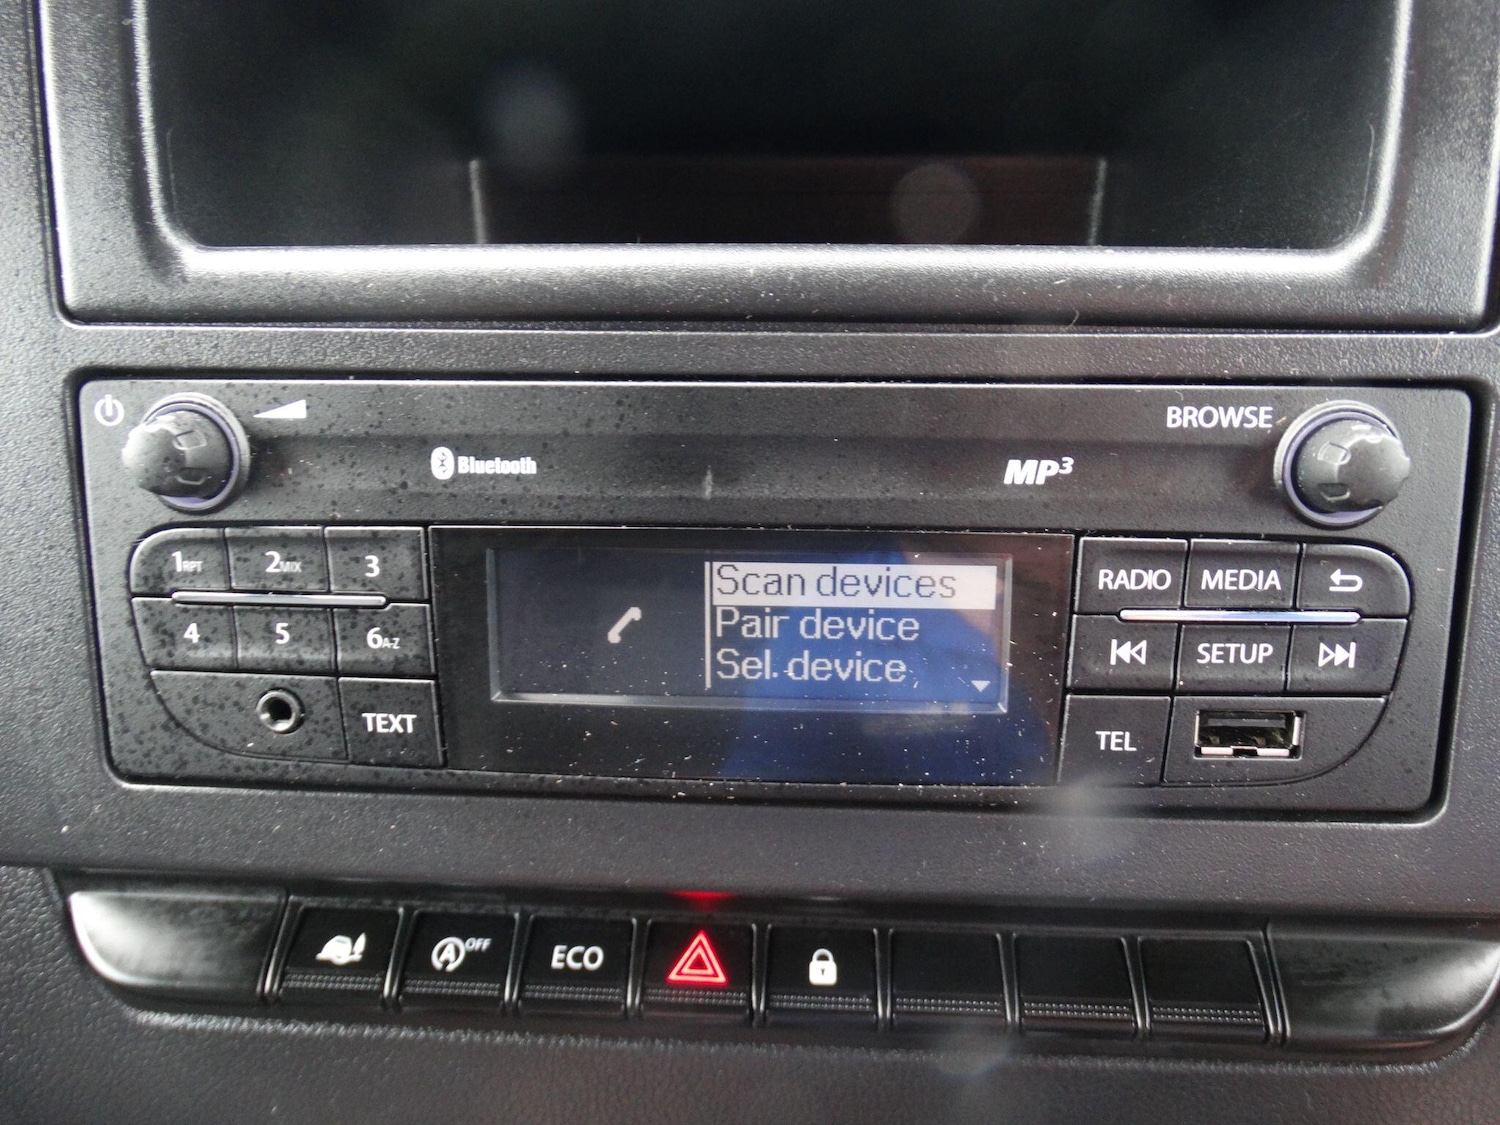 BROWSE
Bluetooth
MP3
1RPT 2MIX 3
4 5 6A-Z
TEXT
Scan devices
Pair device
Sel. device
RADIO MEDIA
SETUP
TEL
A OFF
ECO